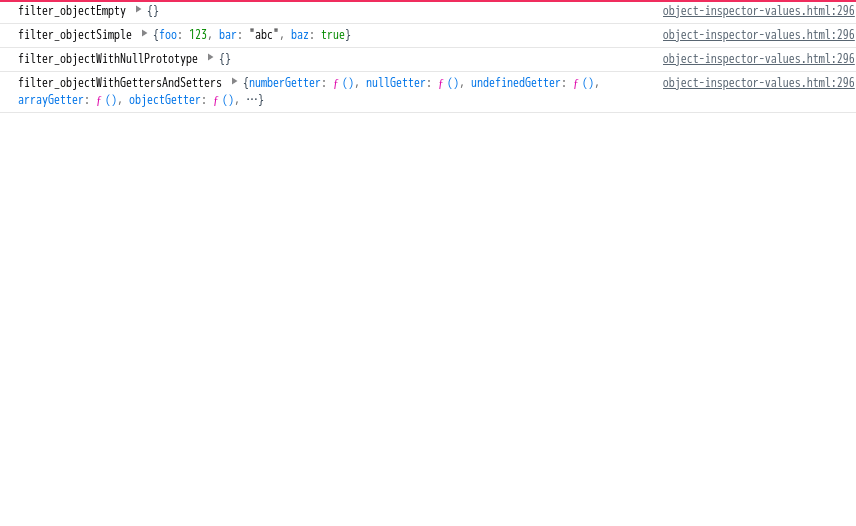 filter_objectEmpty ▶ {} object-inspector-values.html:296
filter_objectSimple ▶ {foo: 123, bar: "abc", baz: true} object-inspector-values.html:296
filter_objectWithNullPrototype ▶ {} object-inspector-values.html:296
filter_objectWithGettersAndSetters ▶ {numberGetter: ƒ (), nullGetter: ƒ (), undefinedGetter: ƒ (), object-inspector-values.html:296
arrayGetter: ƒ (), objectGetter: ƒ (), …}